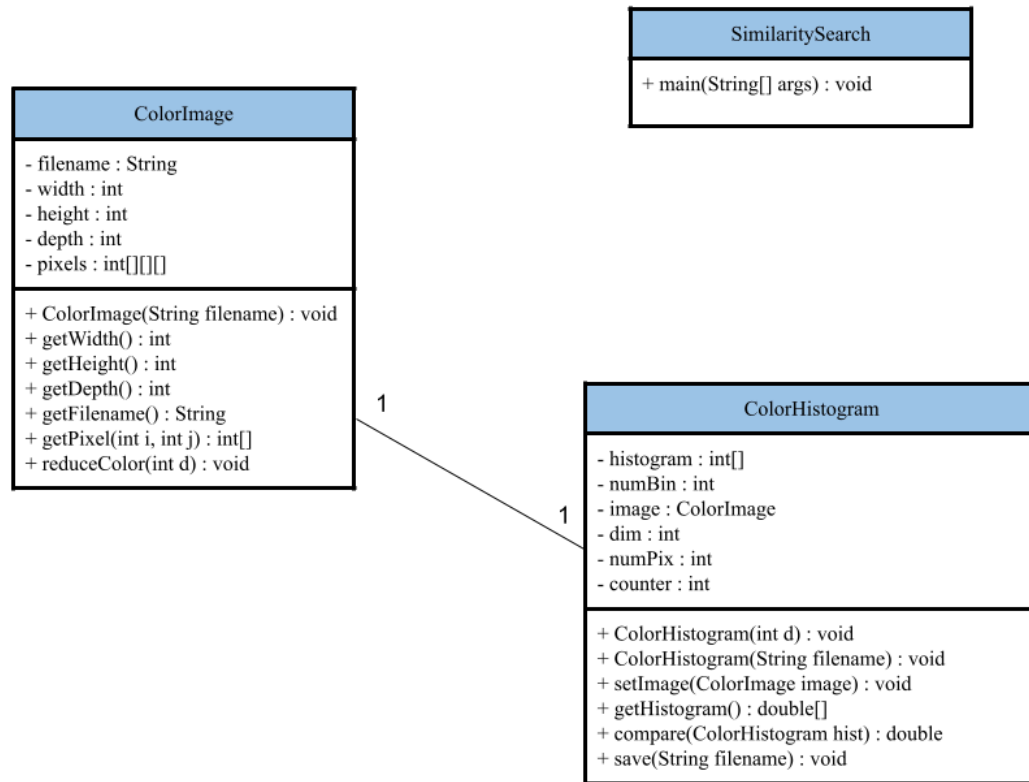 SimilaritySearch
+ main(String[] args) : void
ColorImage
- filename : String
- width : int
- height : int
- depth : int
- pixels : int[][][]
+ ColorImage(String filename) : void
+ getWidth() : int
+ getHeight() : int
+ getDepth() : int
+ getFilename() : String
+ getPixel(int i, int j) : int[]
+ reduceColor(int d) : void
1
1
ColorHistogram
- histogram : int[]
- numBin : int
- image : ColorImage
- dim : int
- numPix : int
- counter : int
+ ColorHistogram(int d) : void
+ ColorHistogram(String filename) : void
+ setImage(ColorImage image) : void
+ getHistogram() : double[]
+ compare(ColorHistogram hist) : double
+ save(String filename) : void